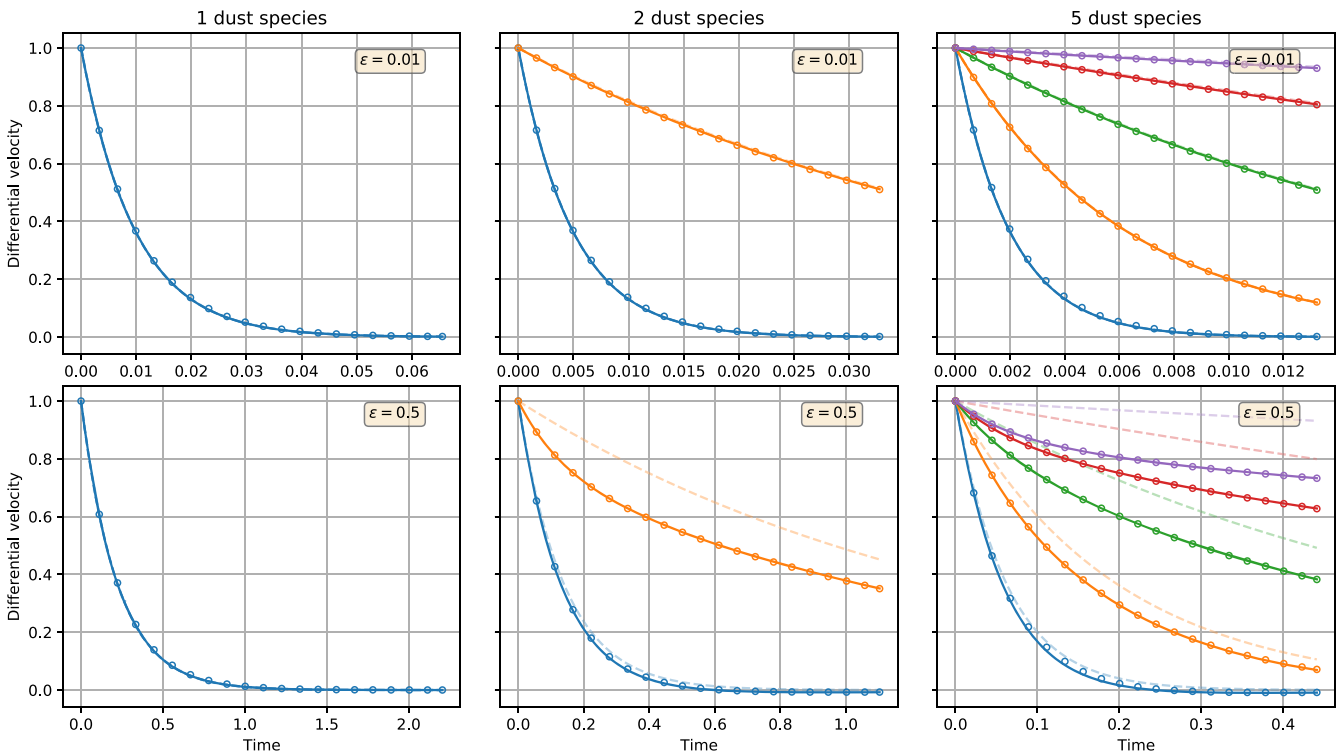 1 dust species
2 dust species
5 dust species
Differential velocity
1.0
0.8
0.6
0.4
0.2
0.0
ε = 0.01
ε = 0.01
ε = 0.01
0.00 0.01 0.02 0.03 0.04 0.05 0.06
0.000 0.005 0.010 0.015 0.020 0.025 0.030
0.000 0.002 0.004 0.006 0.008 0.010 0.012
Differential velocity
1.0
0.8
0.6
0.4
0.2
0.0
ε = 0.5
ε = 0.5
ε = 0.5
0.0 0.5 1.0 1.5 2.0
0.0 0.2 0.4 0.6 0.8 1.0
0.0 0.1 0.2 0.3 0.4
Time
Time
Time